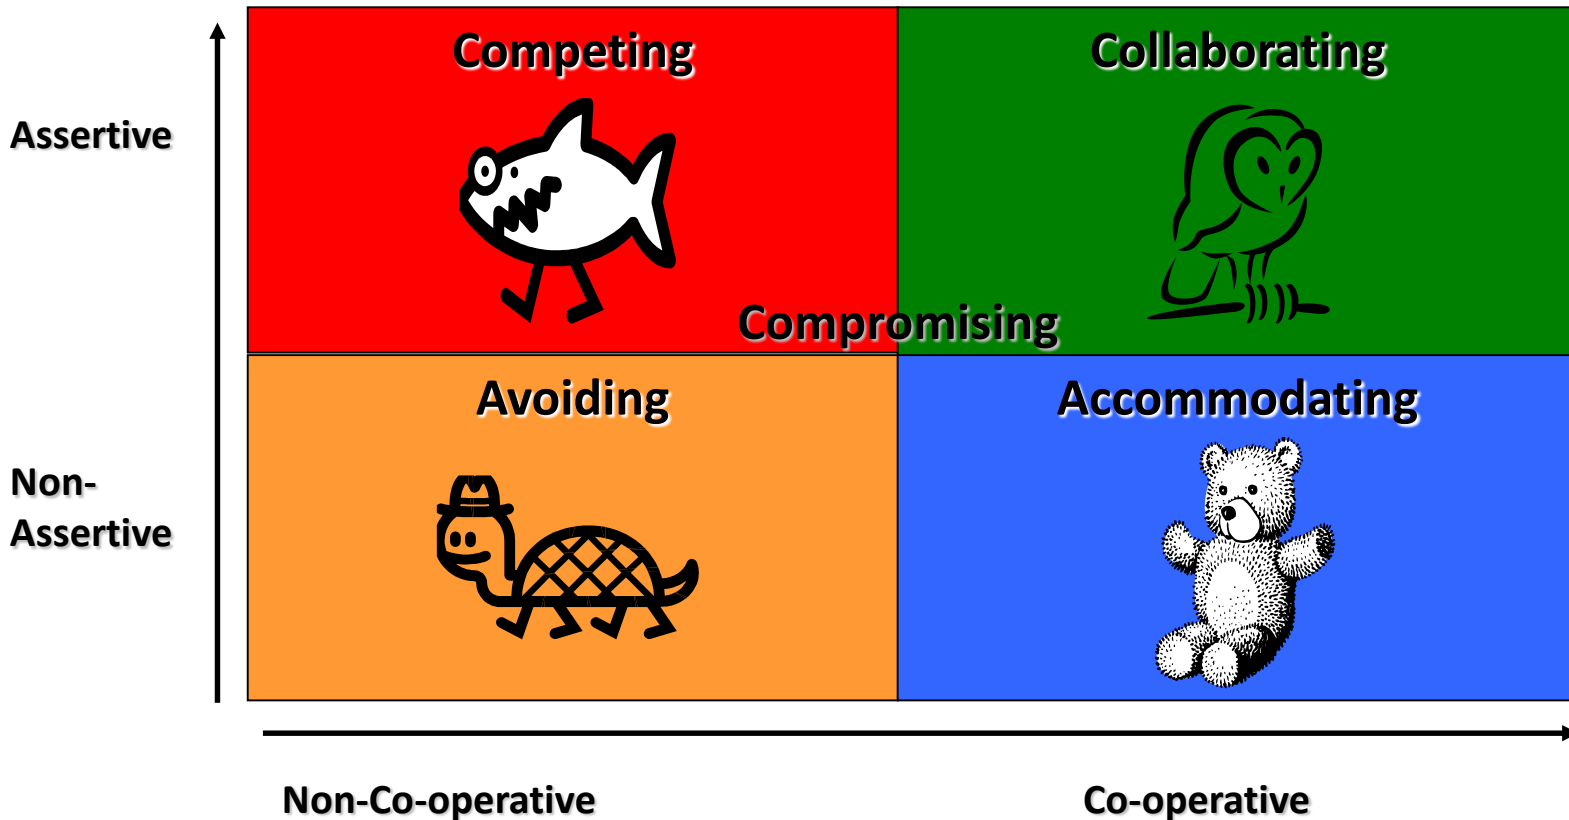 Competing
Collaborating
Assertive
Compromising
Avoiding
Accommodating
Non-
Assertive
Non-Co-operative
Co-operative